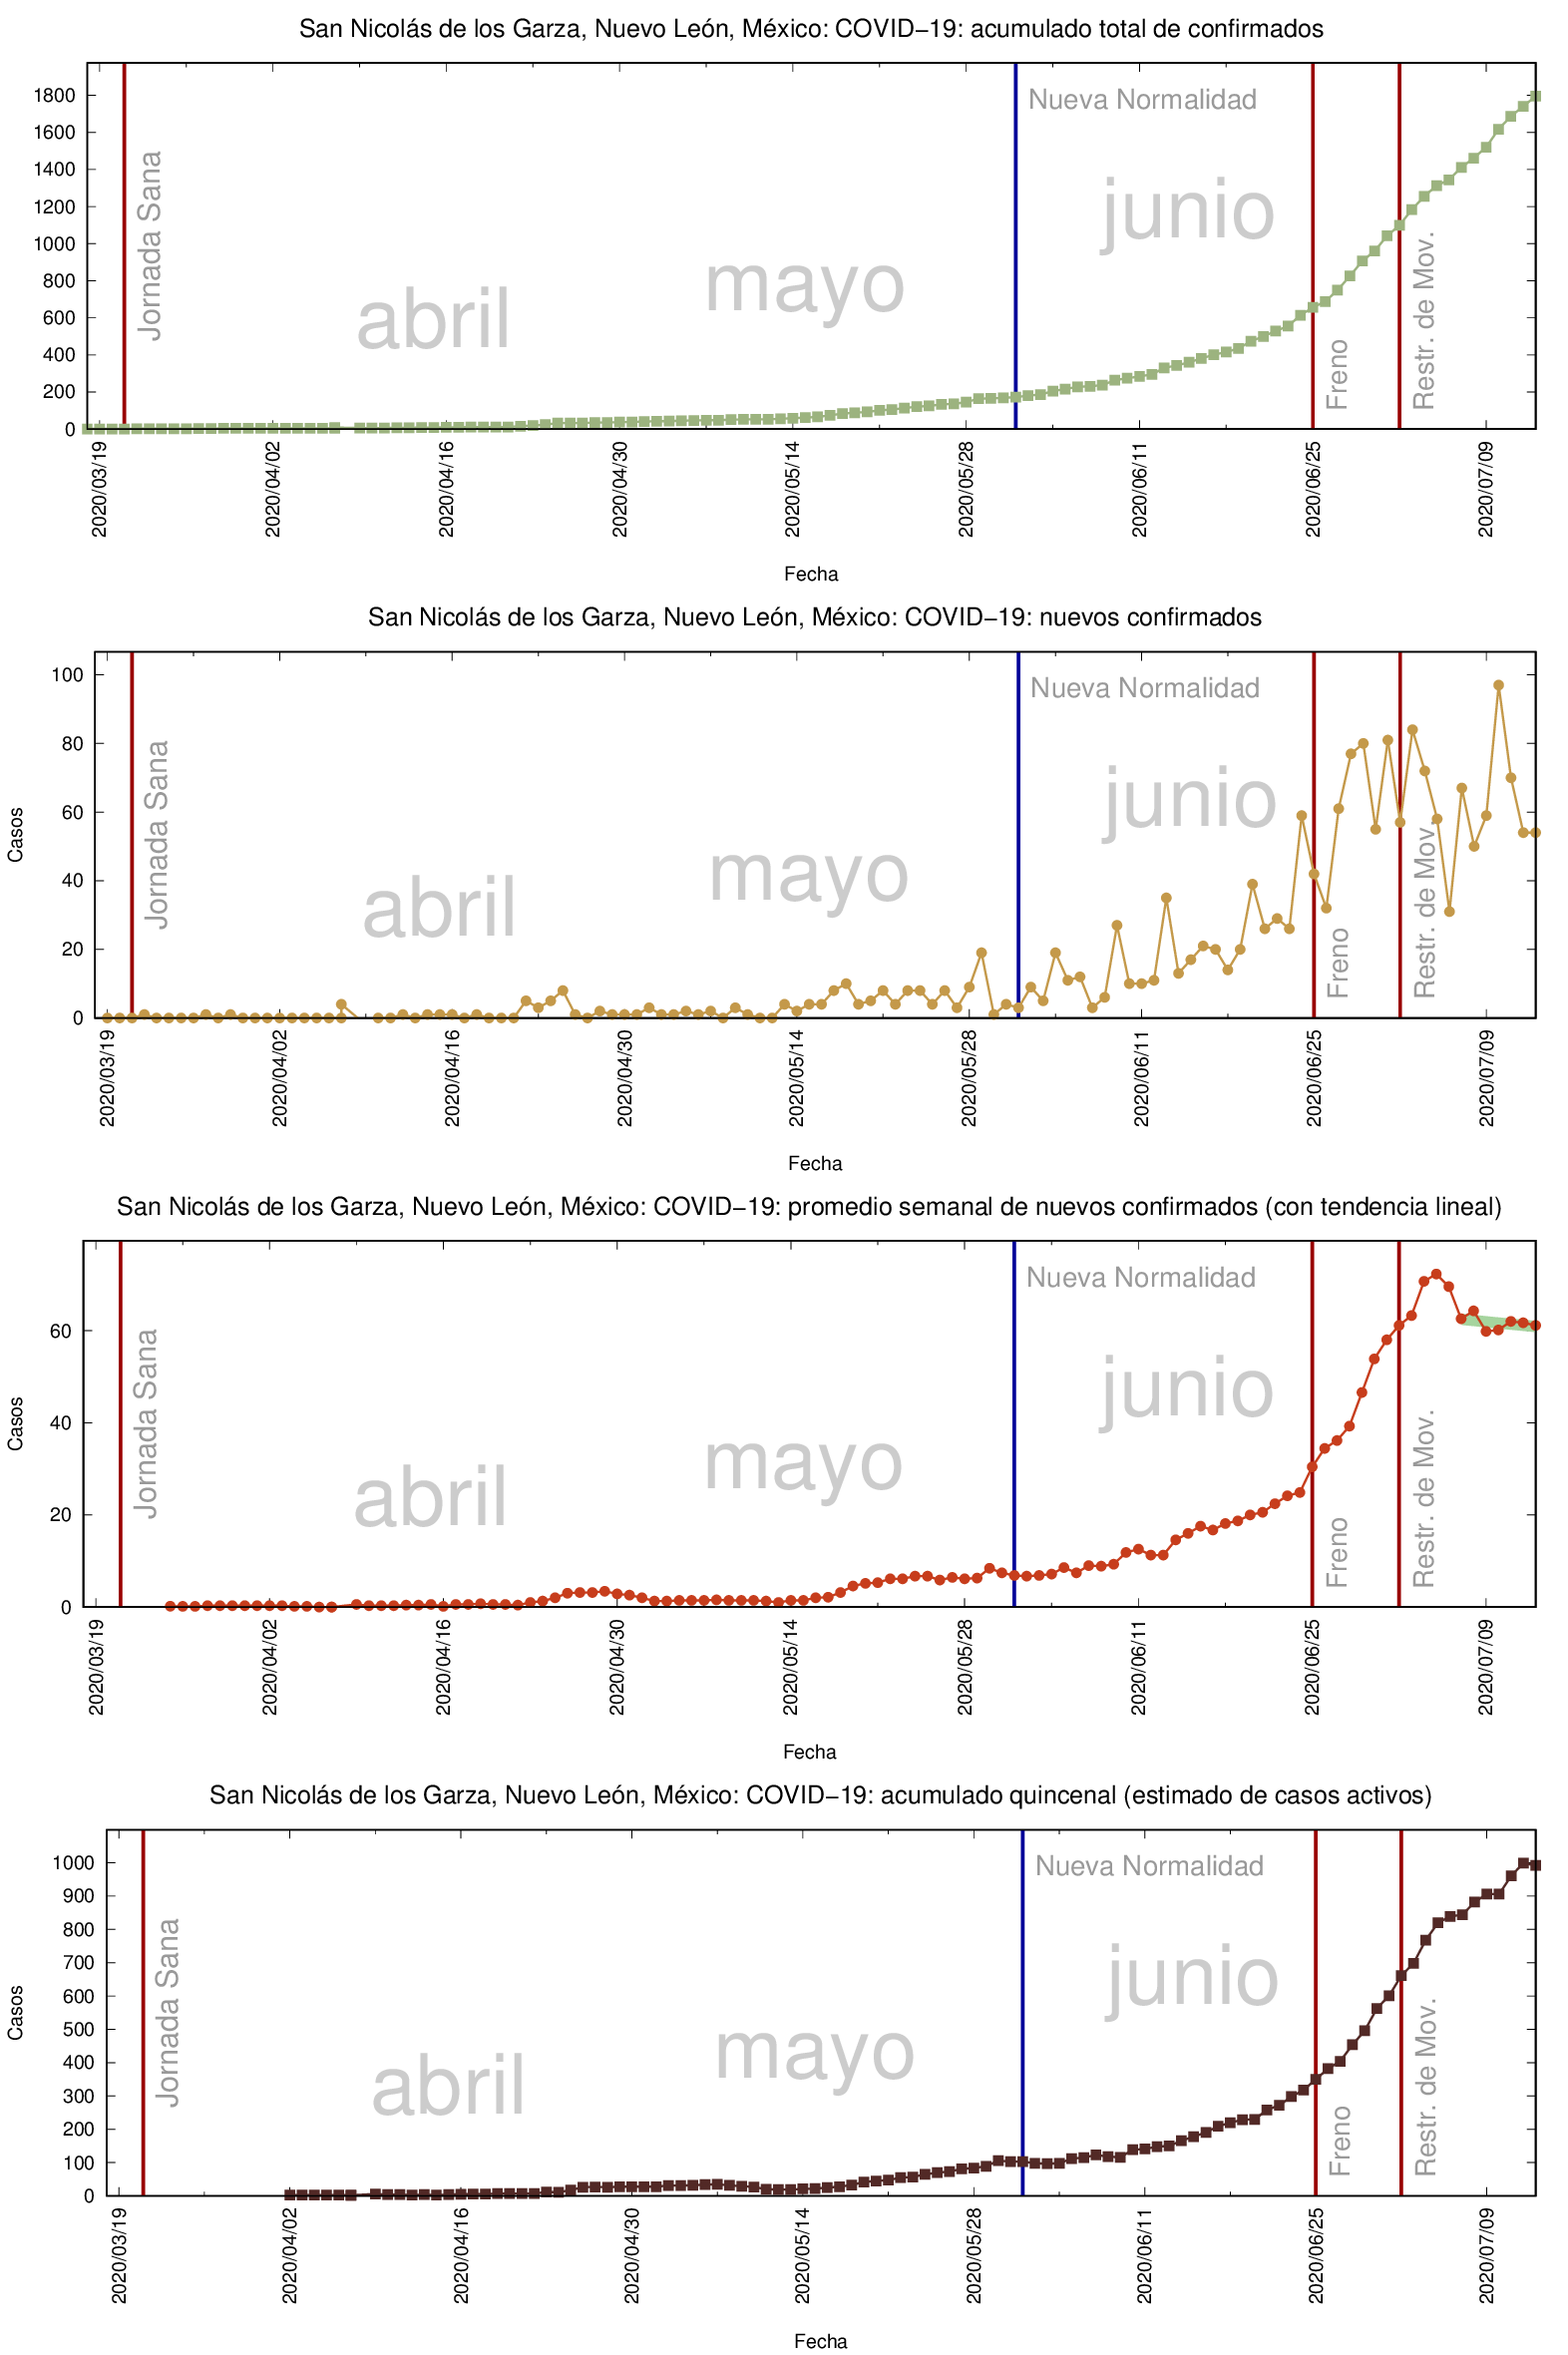 San Nicolás de los Garza, Nuevo León, México: COVID−19: acumulado total de confirmados
1800
1600
1400
1200
1000
800
600
400
200
0
Jornada Sana
abril
mayo
Nueva Normalidad
junio
Freno
Restr. de Mov.
2020/03/19
2020/04/02
2020/04/16
2020/04/30
2020/05/14
2020/05/28
2020/06/11
2020/06/25
2020/07/09
Fecha
San Nicolás de los Garza, Nuevo León, México: COVID−19: nuevos confirmados
Casos
100
80
60
40
20
0
Jornada Sana
abril
mayo
Nueva Normalidad
junio
Freno
Restr. de Mov.
2020/03/19
2020/04/02
2020/04/16
2020/04/30
2020/05/14
2020/05/28
2020/06/11
2020/06/25
2020/07/09
Fecha
San Nicolás de los Garza, Nuevo León, México: COVID−19: promedio semanal de nuevos confirmados (con tendencia lineal)
Casos
60
40
20
0
Jornada Sana
abril
mayo
Nueva Normalidad
junio
Freno
Restr. de Mov.
2020/03/19
2020/04/02
2020/04/16
2020/04/30
2020/05/14
2020/05/28
2020/06/11
2020/06/25
2020/07/09
Fecha
San Nicolás de los Garza, Nuevo León, México: COVID−19: acumulado quincenal (estimado de casos activos)
Casos
1000
900
800
700
600
500
400
300
200
100
0
Jornada Sana
abril
mayo
Nueva Normalidad
junio
Freno
Restr. de Mov.
2020/03/19
2020/04/02
2020/04/16
2020/04/30
2020/05/14
2020/05/28
2020/06/11
2020/06/25
2020/07/09
Fecha